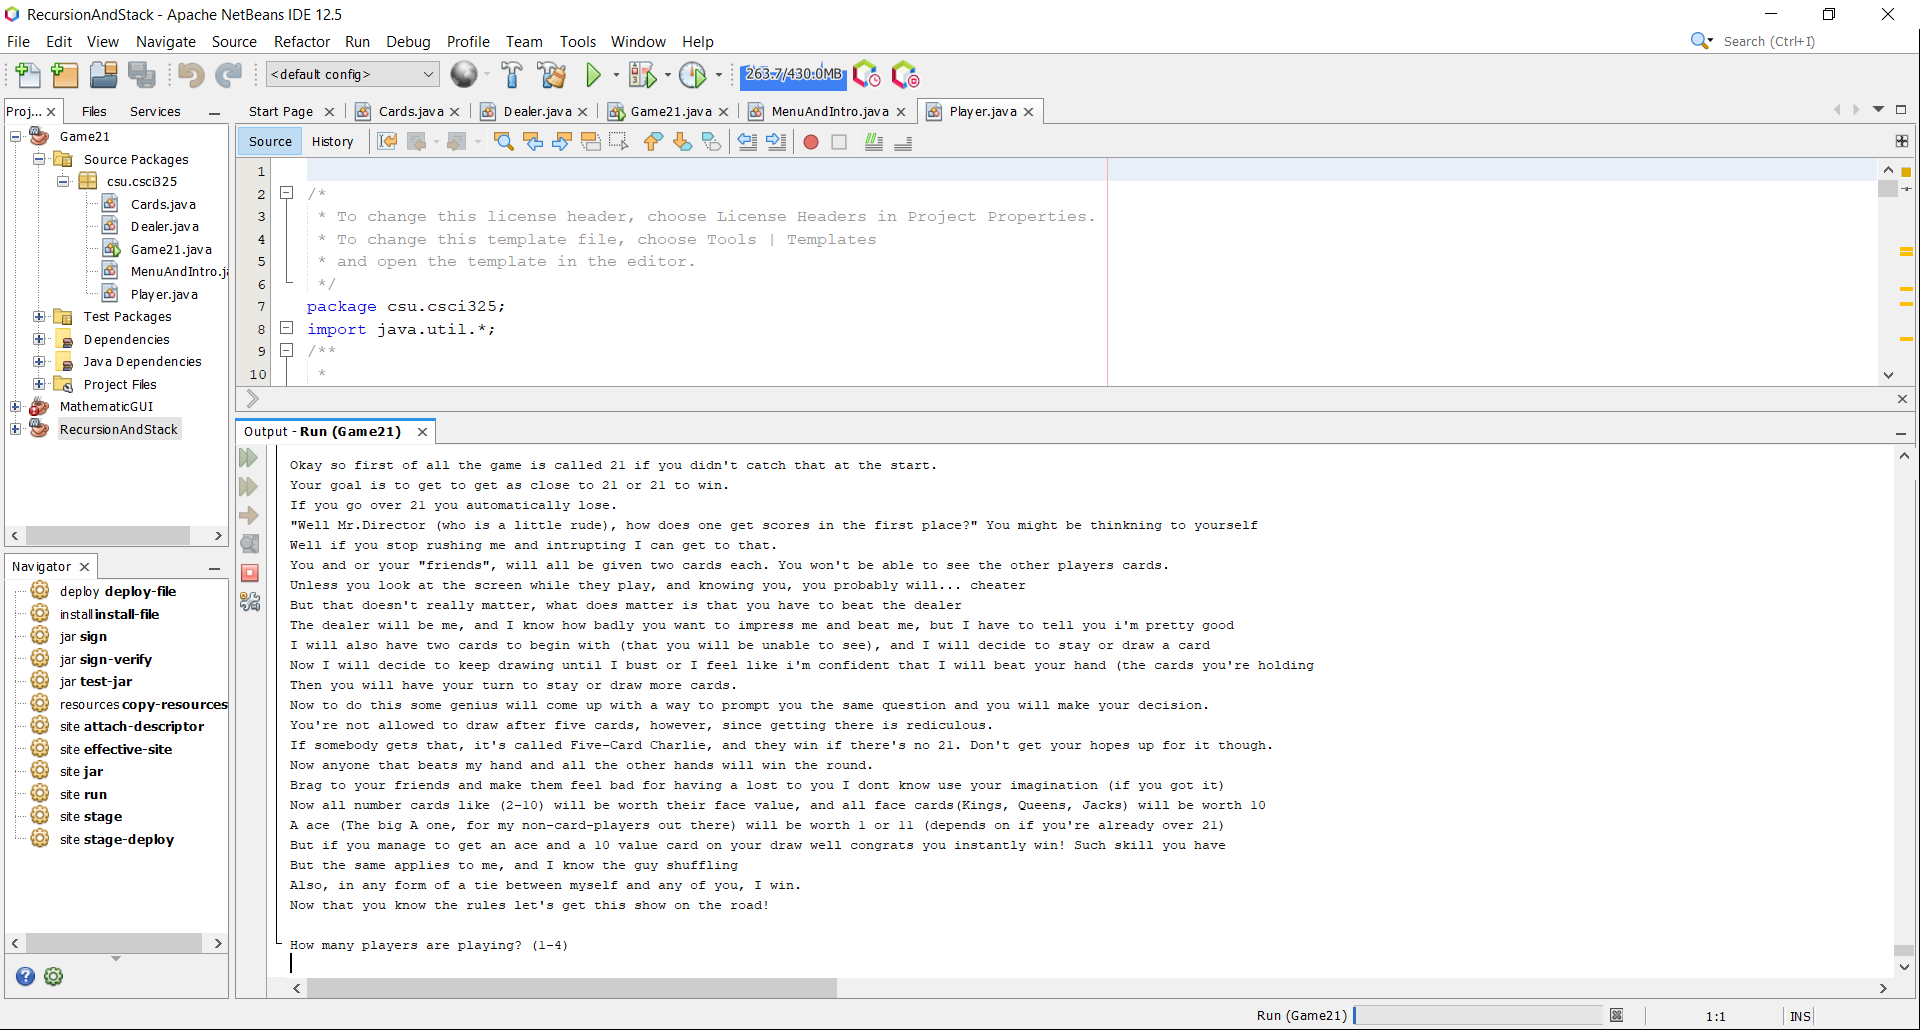 RecursionAndStack - Apache NetBeans IDE 12.5
File Edit View Navigate Source Refactor Run Debug Profile Team Tools Window Help
Search (Ctrl+I)
<default config>
263.7/430.0MB
Proj... Files Services
Start Page Cards.java Dealer.java Game21.java MenuAndIntro.java Player.java
Game21
Source Packages
csu.csci325
Cards.java
Dealer.java
Game21.java
MenuAndIntro.ja
Player.java
Test Packages
Dependencies
Java Dependencies
Project Files
MathematicGUI
RecursionAndStack
Source History
1
2 /*
3 * To change this license header, choose License Headers in Project Properties.
4 * To change this template file, choose Tools | Templates
5 * and open the template in the editor.
6 */
7 package csu.csci325;
8 import java.util.*;
9 /**
10 *
Navigator
deploy deploy-file
install install-file
jar sign
jar sign-verify
jar test-jar
resources copy-resources
site attach-descriptor
site effective-site
site jar
site run
site stage
site stage-deploy
Output - Run (Game21)
Okay so first of all the game is called 21 if you didn't catch that at the start.
Your goal is to get to get as close to 21 or 21 to win.
If you go over 21 you automatically lose.
"Well Mr.Director (who is a little rude), how does one get scores in the first place?" You might be thinkning to yourself
Well if you stop rushing me and intrupting I can get to that.
You and or your "friends", will all be given two cards each. You won't be able to see the other players cards.
Unless you look at the screen while they play, and knowing you, you probably will... cheater
But that doesn't really matter, what does matter is that you have to beat the dealer
The dealer will be me, and I know how badly you want to impress me and beat me, but I have to tell you i'm pretty good
I will also have two cards to begin with (that you will be unable to see), and I will decide to stay or draw a card
Now I will decide to keep drawing until I bust or I feel like i'm confident that I will beat your hand (the cards you're holding
Then you will have your turn to stay or draw more cards.
Now to do this some genius will come up with a way to prompt you the same question and you will make your decision.
You're not allowed to draw after five cards, however, since getting there is rediculous.
If somebody gets that, it's called Five-Card Charlie, and they win if there's no 21. Don't get your hopes up for it though.
Now anyone that beats my hand and all the other hands will win the round.
Brag to your friends and make them feel bad for having a lost to you I dont know use your imagination (if you got it)
Now all number cards like (2-10) will be worth their face value, and all face cards(Kings, Queens, Jacks) will be worth 10
A ace (The big A one, for my non-card-players out there) will be worth 1 or 11 (depends on if you're already over 21)
But if you manage to get an ace and a 10 value card on your draw well congrats you instantly win! Such skill you have
But the same applies to me, and I know the guy shuffling
Also, in any form of a tie between myself and any of you, I win.
Now that you know the rules let's get this show on the road!
How many players are playing? (1-4)
Run (Game21)
1:1
INS